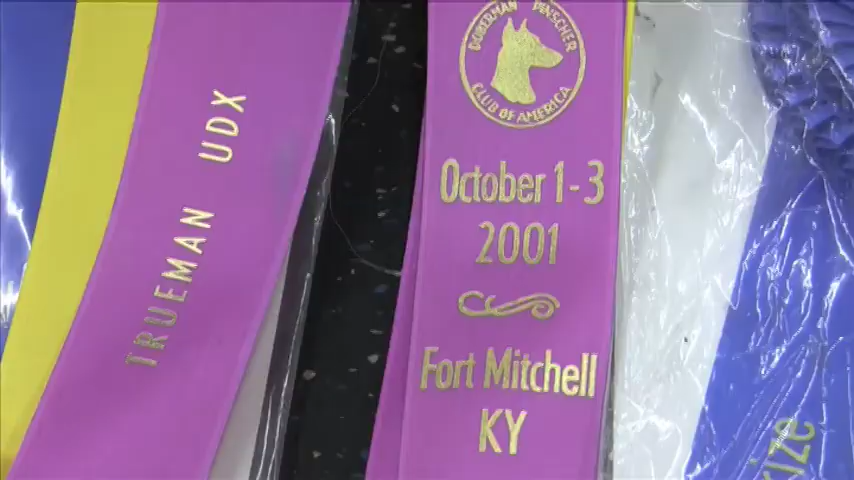 TRUEMAN UDX
DOBERMAN PINSCHER
CLUB OF AMERICA
October 1-3
2001
Fort Mitchell
KY